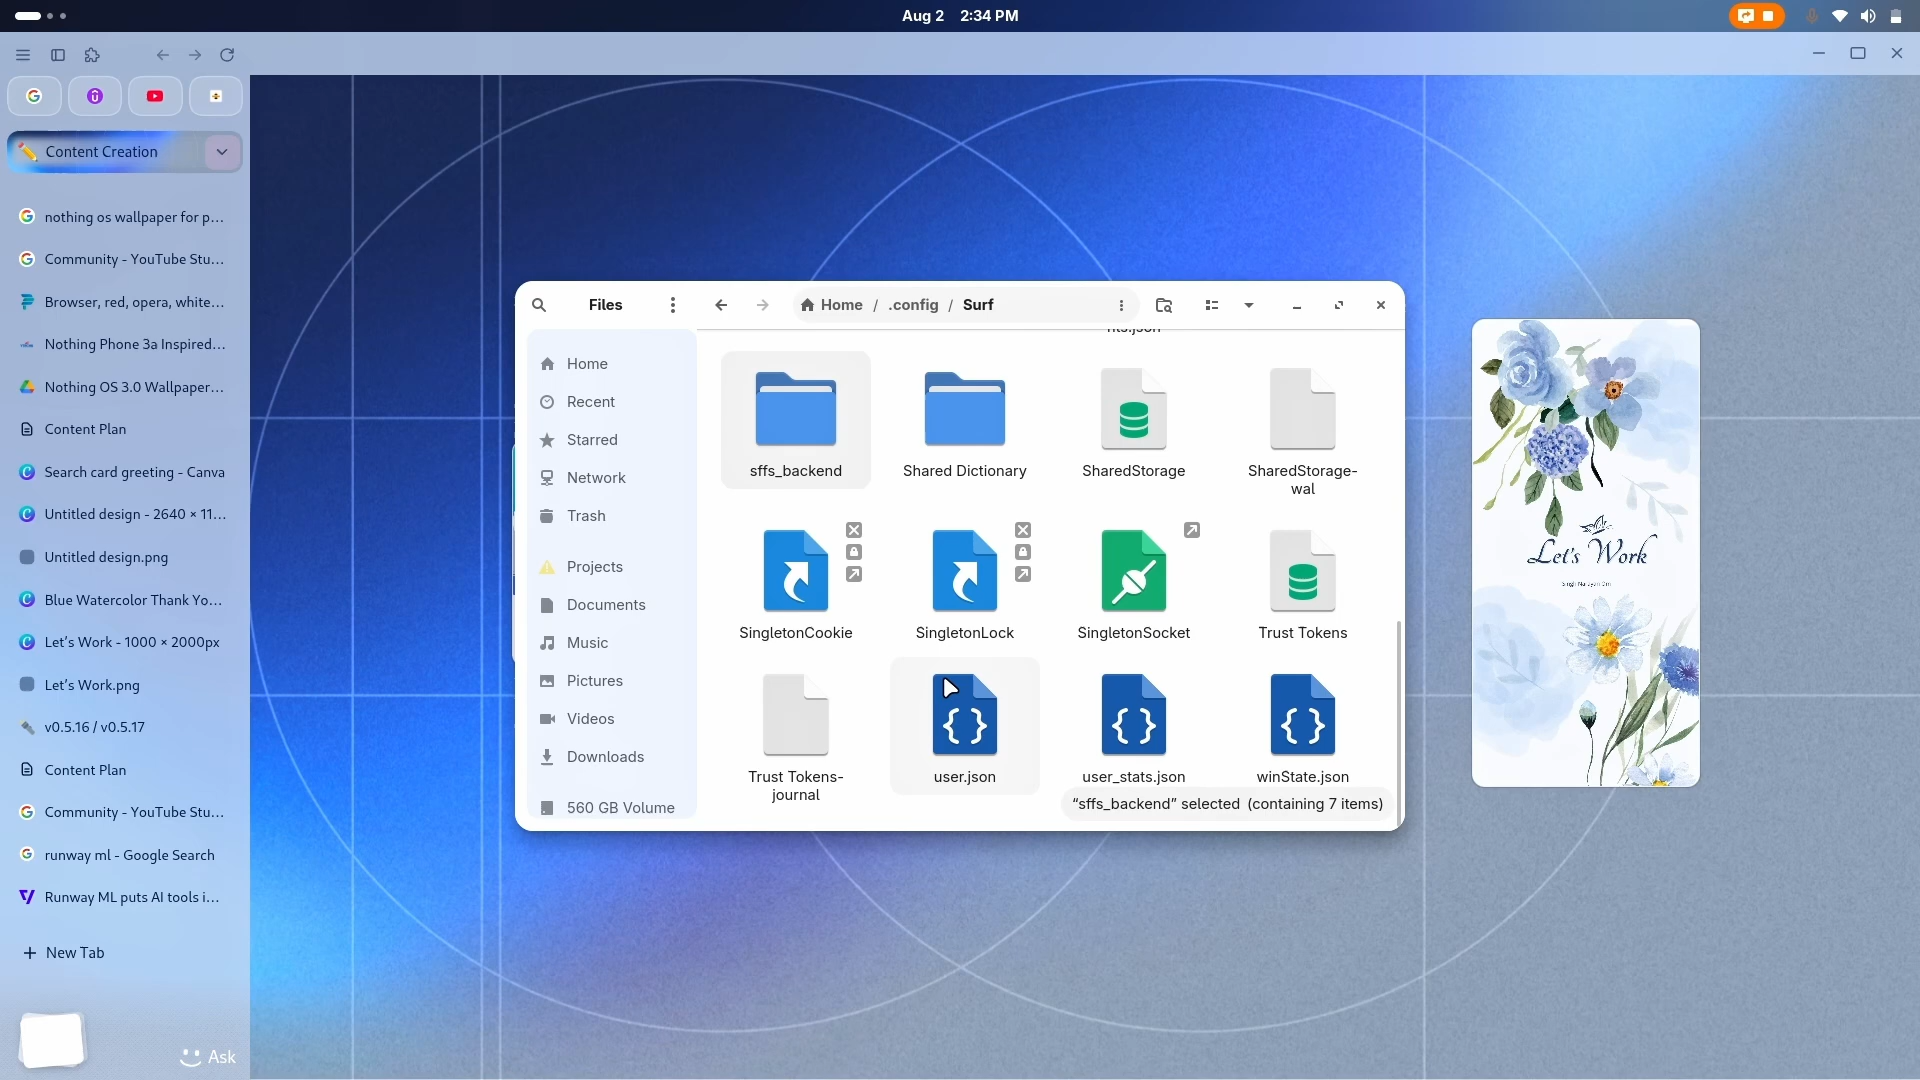 Aug 2 2:34 PM
Content Creation
nothing os wallpaper for p...
Community - YouTube Stu...
Browser, red, opera, white...
Nothing Phone 3a Inspired...
Nothing OS 3.0 Wallpaper...
Content Plan
Search card greeting - Canva
Untitled design - 2640 × 11...
Untitled design.png
Blue Watercolor Thank Yo...
Let's Work - 1000 × 2000px
Let's Work.png
v0.5.16 / v0.5.17
Content Plan
Community - YouTube Stu...
runway ml - Google Search
Runway ML puts AI tools i...
New Tab
Ask
Files
Home / .config / Surf
Home
Recent
Starred
Network
Trash
Projects
Documents
Music
Pictures
Videos
Downloads
560 GB Volume
sffs_backend
Shared Dictionary
SharedStorage
SharedStorage-
wal
SingletonCookie
SingletonLock
SingletonSocket
Trust Tokens
Trust Tokens-
journal
user.json
user_stats.json
winState.json
“sffs_backend” selected (containing 7 items)
Let's Work